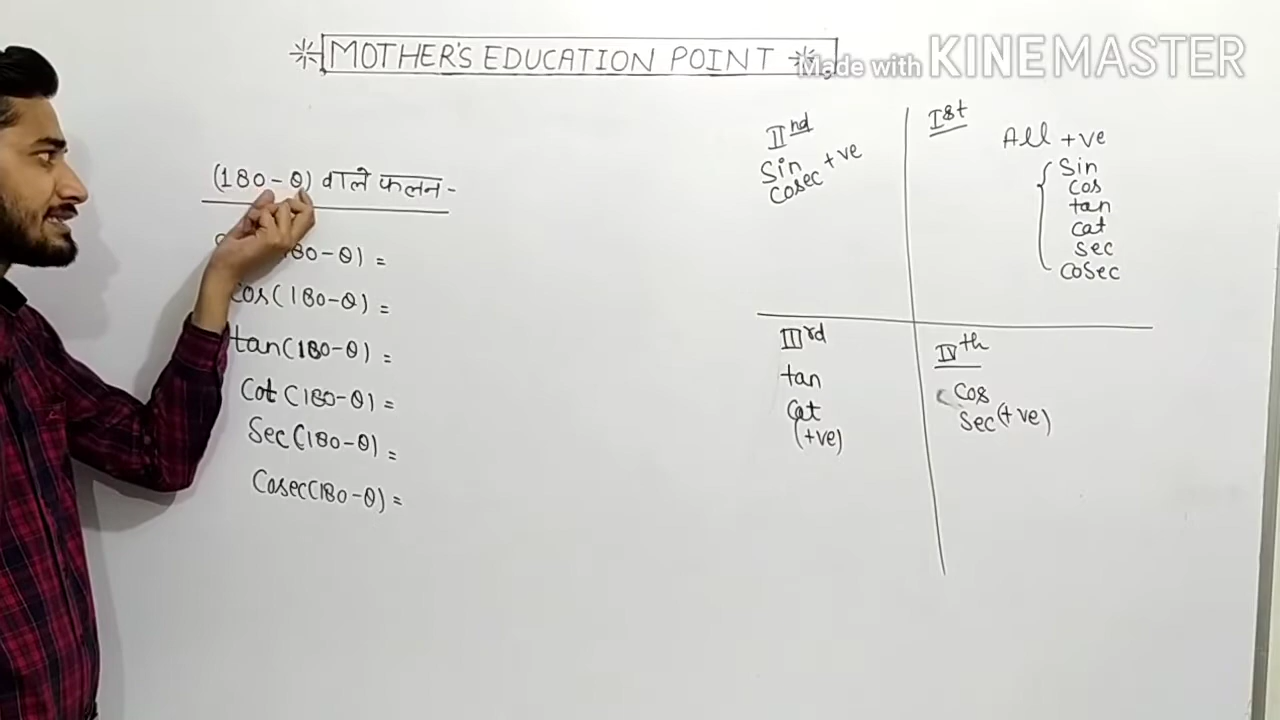 MOTHER'S EDUCATION POINT
Made with KINEMASTER
(180-θ) वाले फलन-
180-θ) =
cos(180-θ) =
tan(180-θ) =
Cot (180-θ) =
Sec(180-θ) =
Cosec(180-θ) =
IInd
Sin
cosec +ve
Ist
All +ve
Sin
cos
tan
cat
sec
cosec
IIIrd
tan
cat
(+ve)
IVth
cos
Sec(+ve)